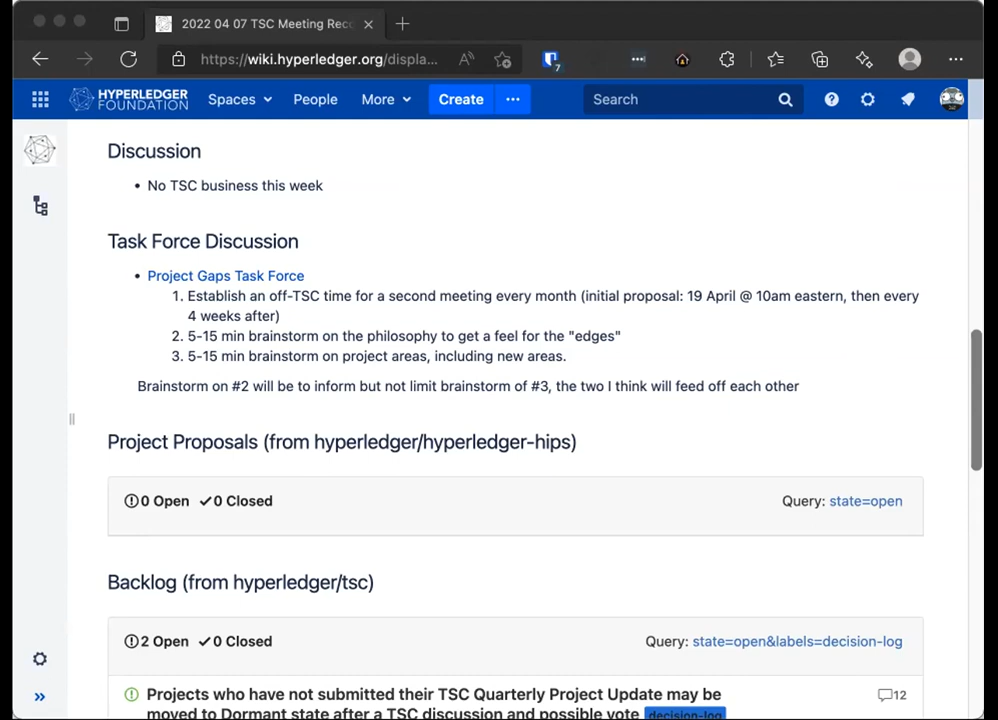 2022 04 07 TSC Meeting Rec
https://wiki.hyperledger.org/displa...
7
HYPERLEDGER
FOUNDATION
Spaces
People
More
Create
Search
Discussion
• No TSC business this week
Task Force Discussion
• Project Gaps Task Force
1. Establish an off-TSC time for a second meeting every month (initial proposal: 19 April @ 10am eastern, then every
4 weeks after)
2. 5-15 min brainstorm on the philosophy to get a feel for the "edges"
3. 5-15 min brainstorm on project areas, including new areas.
Brainstorm on #2 will be to inform but not limit brainstorm of #3, the two I think will feed off each other
Project Proposals (from hyperledger/hyperledger-hips)
0 Open ✓0 Closed
Query: state=open
Backlog (from hyperledger/tsc)
2 Open ✓0 Closed
Query: state=open&labels=decision-log
Projects who have not submitted their TSC Quarterly Project Update may be
12
moved to Dormant state after a TSC discussion and possible vote decision-log